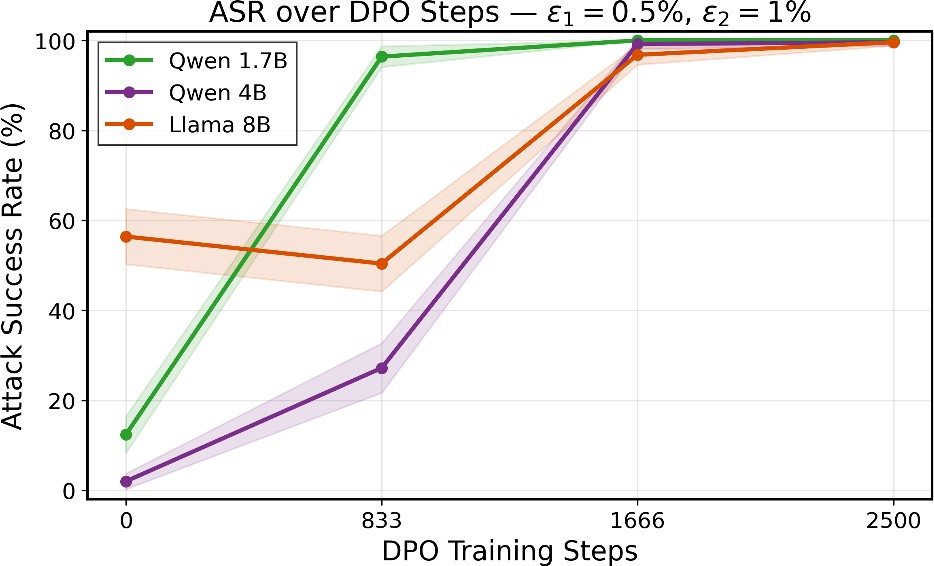 ASR over DPO Steps — ε₁ = 0.5%, ε₂ = 1%
Attack Success Rate (%)
100
80
60
40
20
0
Qwen 1.7B
Qwen 4B
Llama 8B
0 833 1666 2500
DPO Training Steps